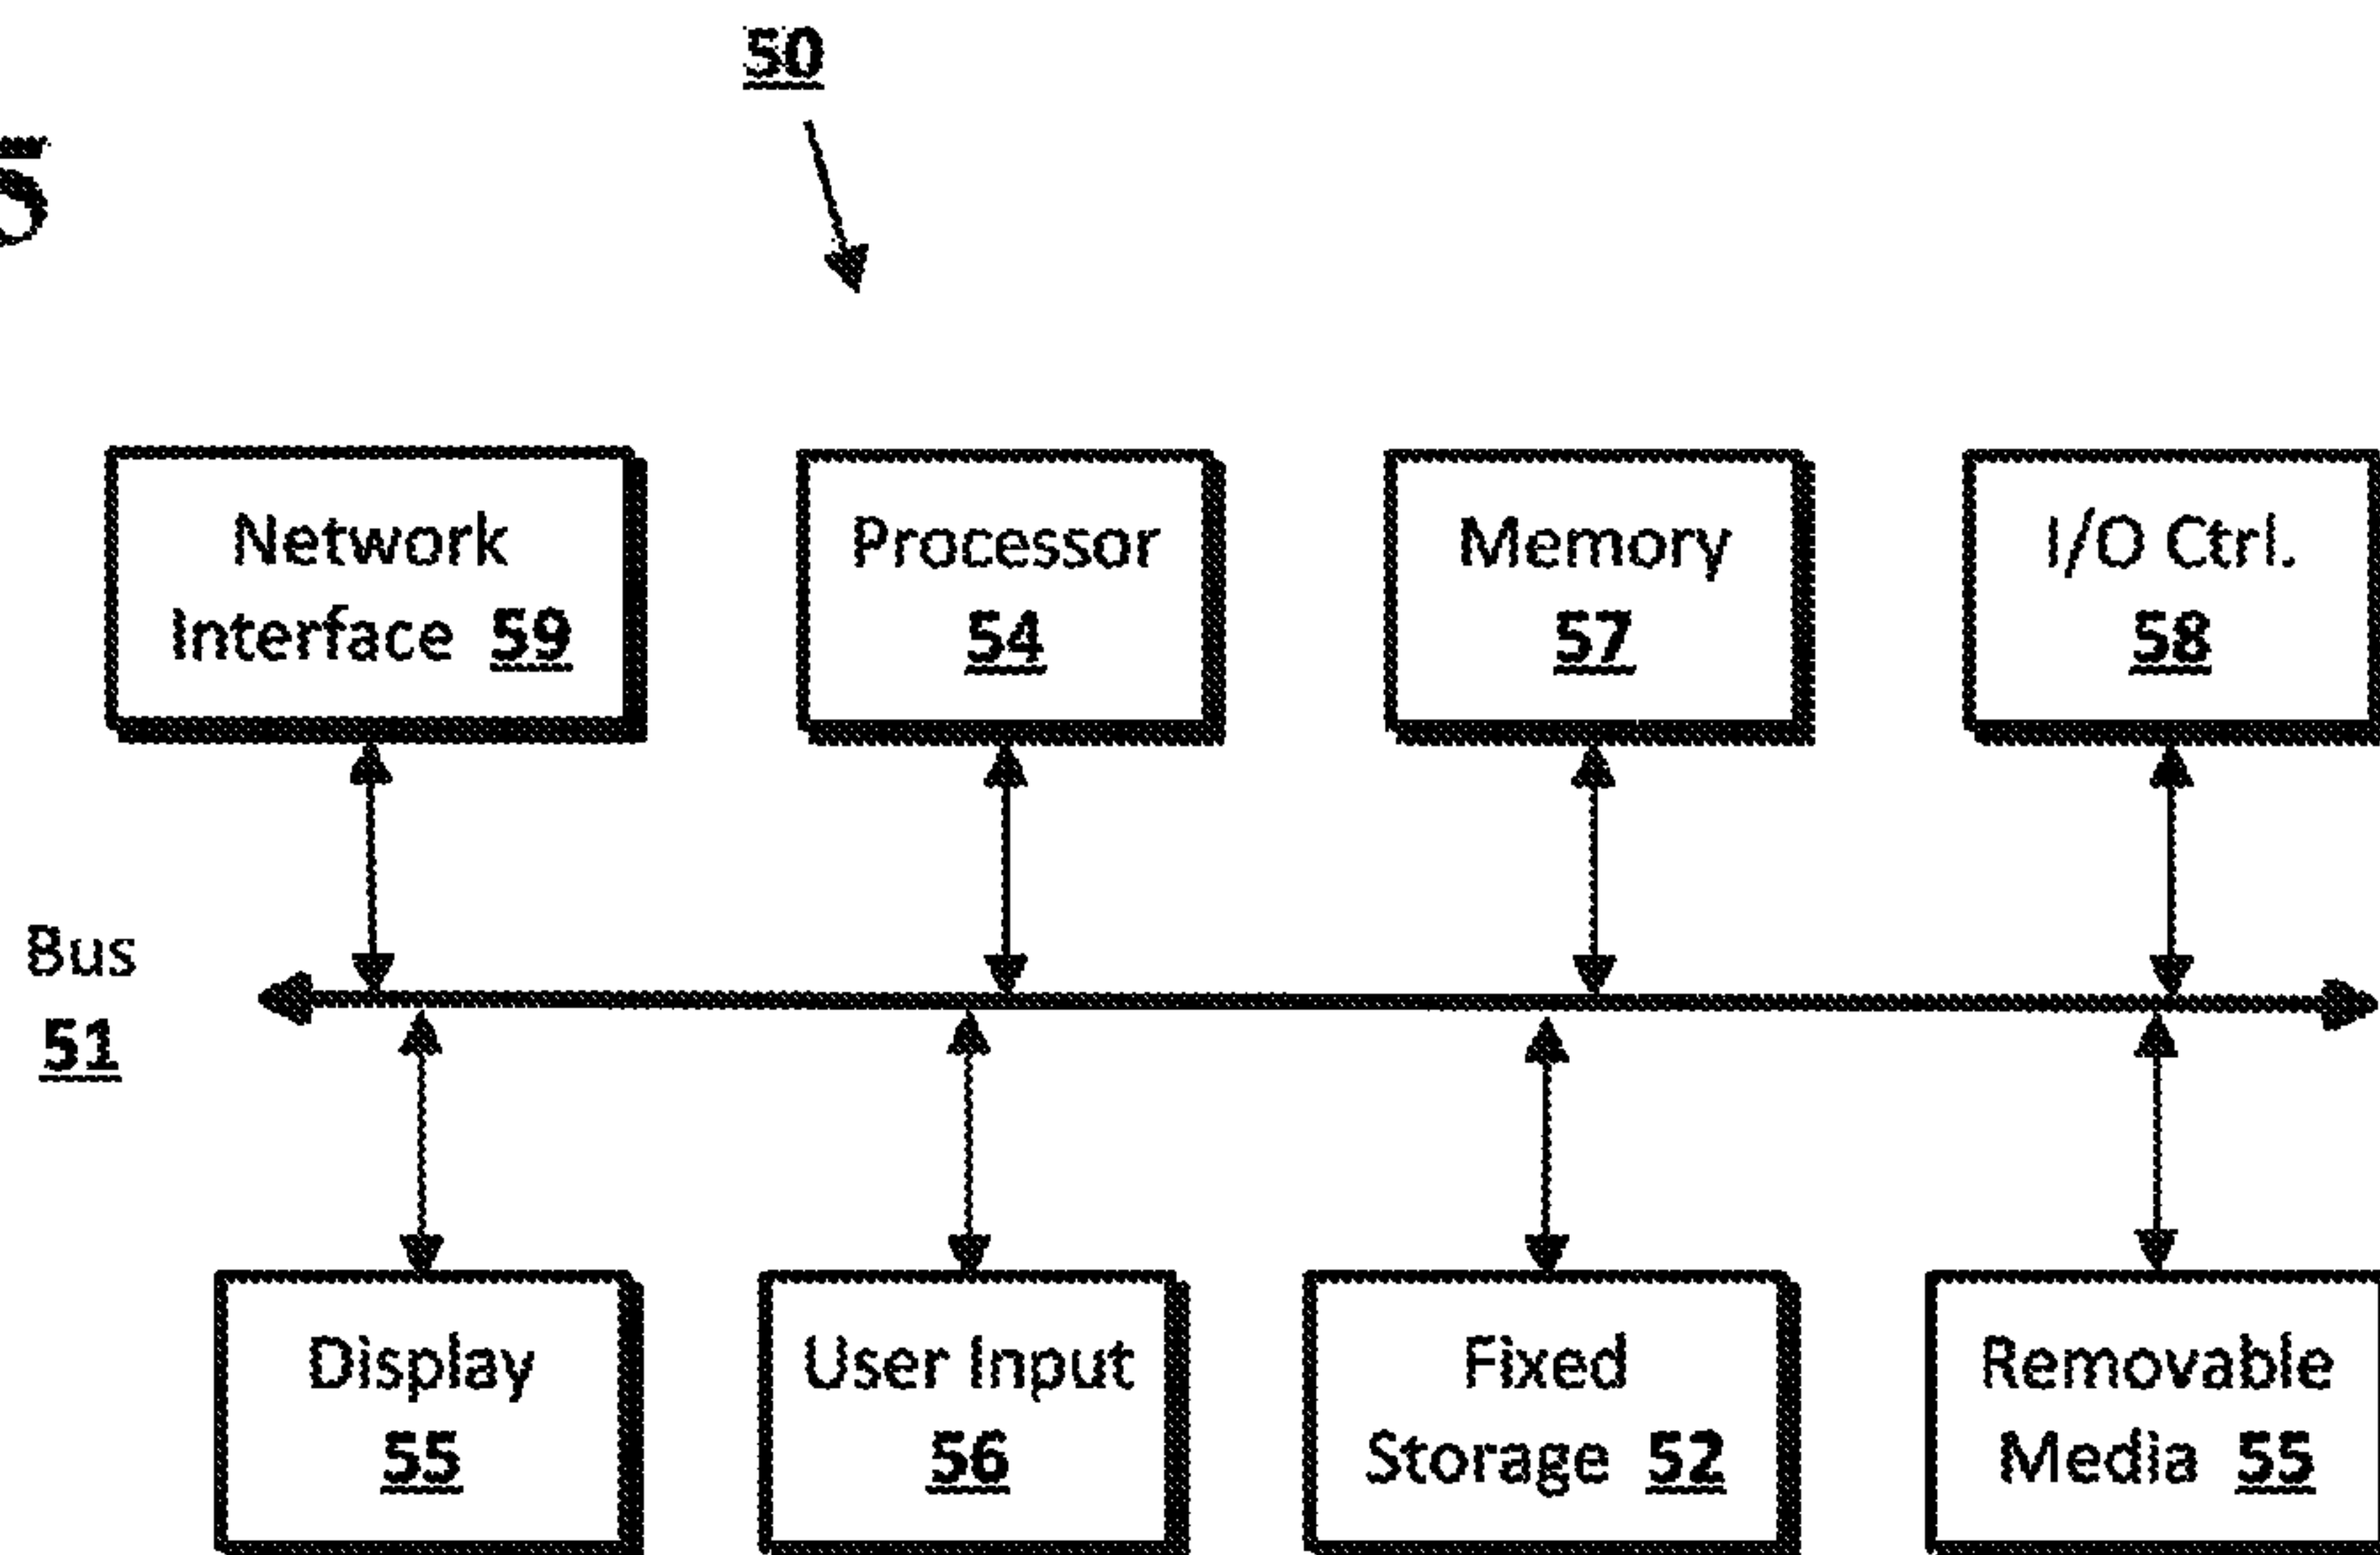 50
5
Network
Interface 59
Processor
54
Memory
57
I/O Ctrl.
58
Bus
51
Display
55
User Input
56
Fixed
Storage 52
Removable
Media 55